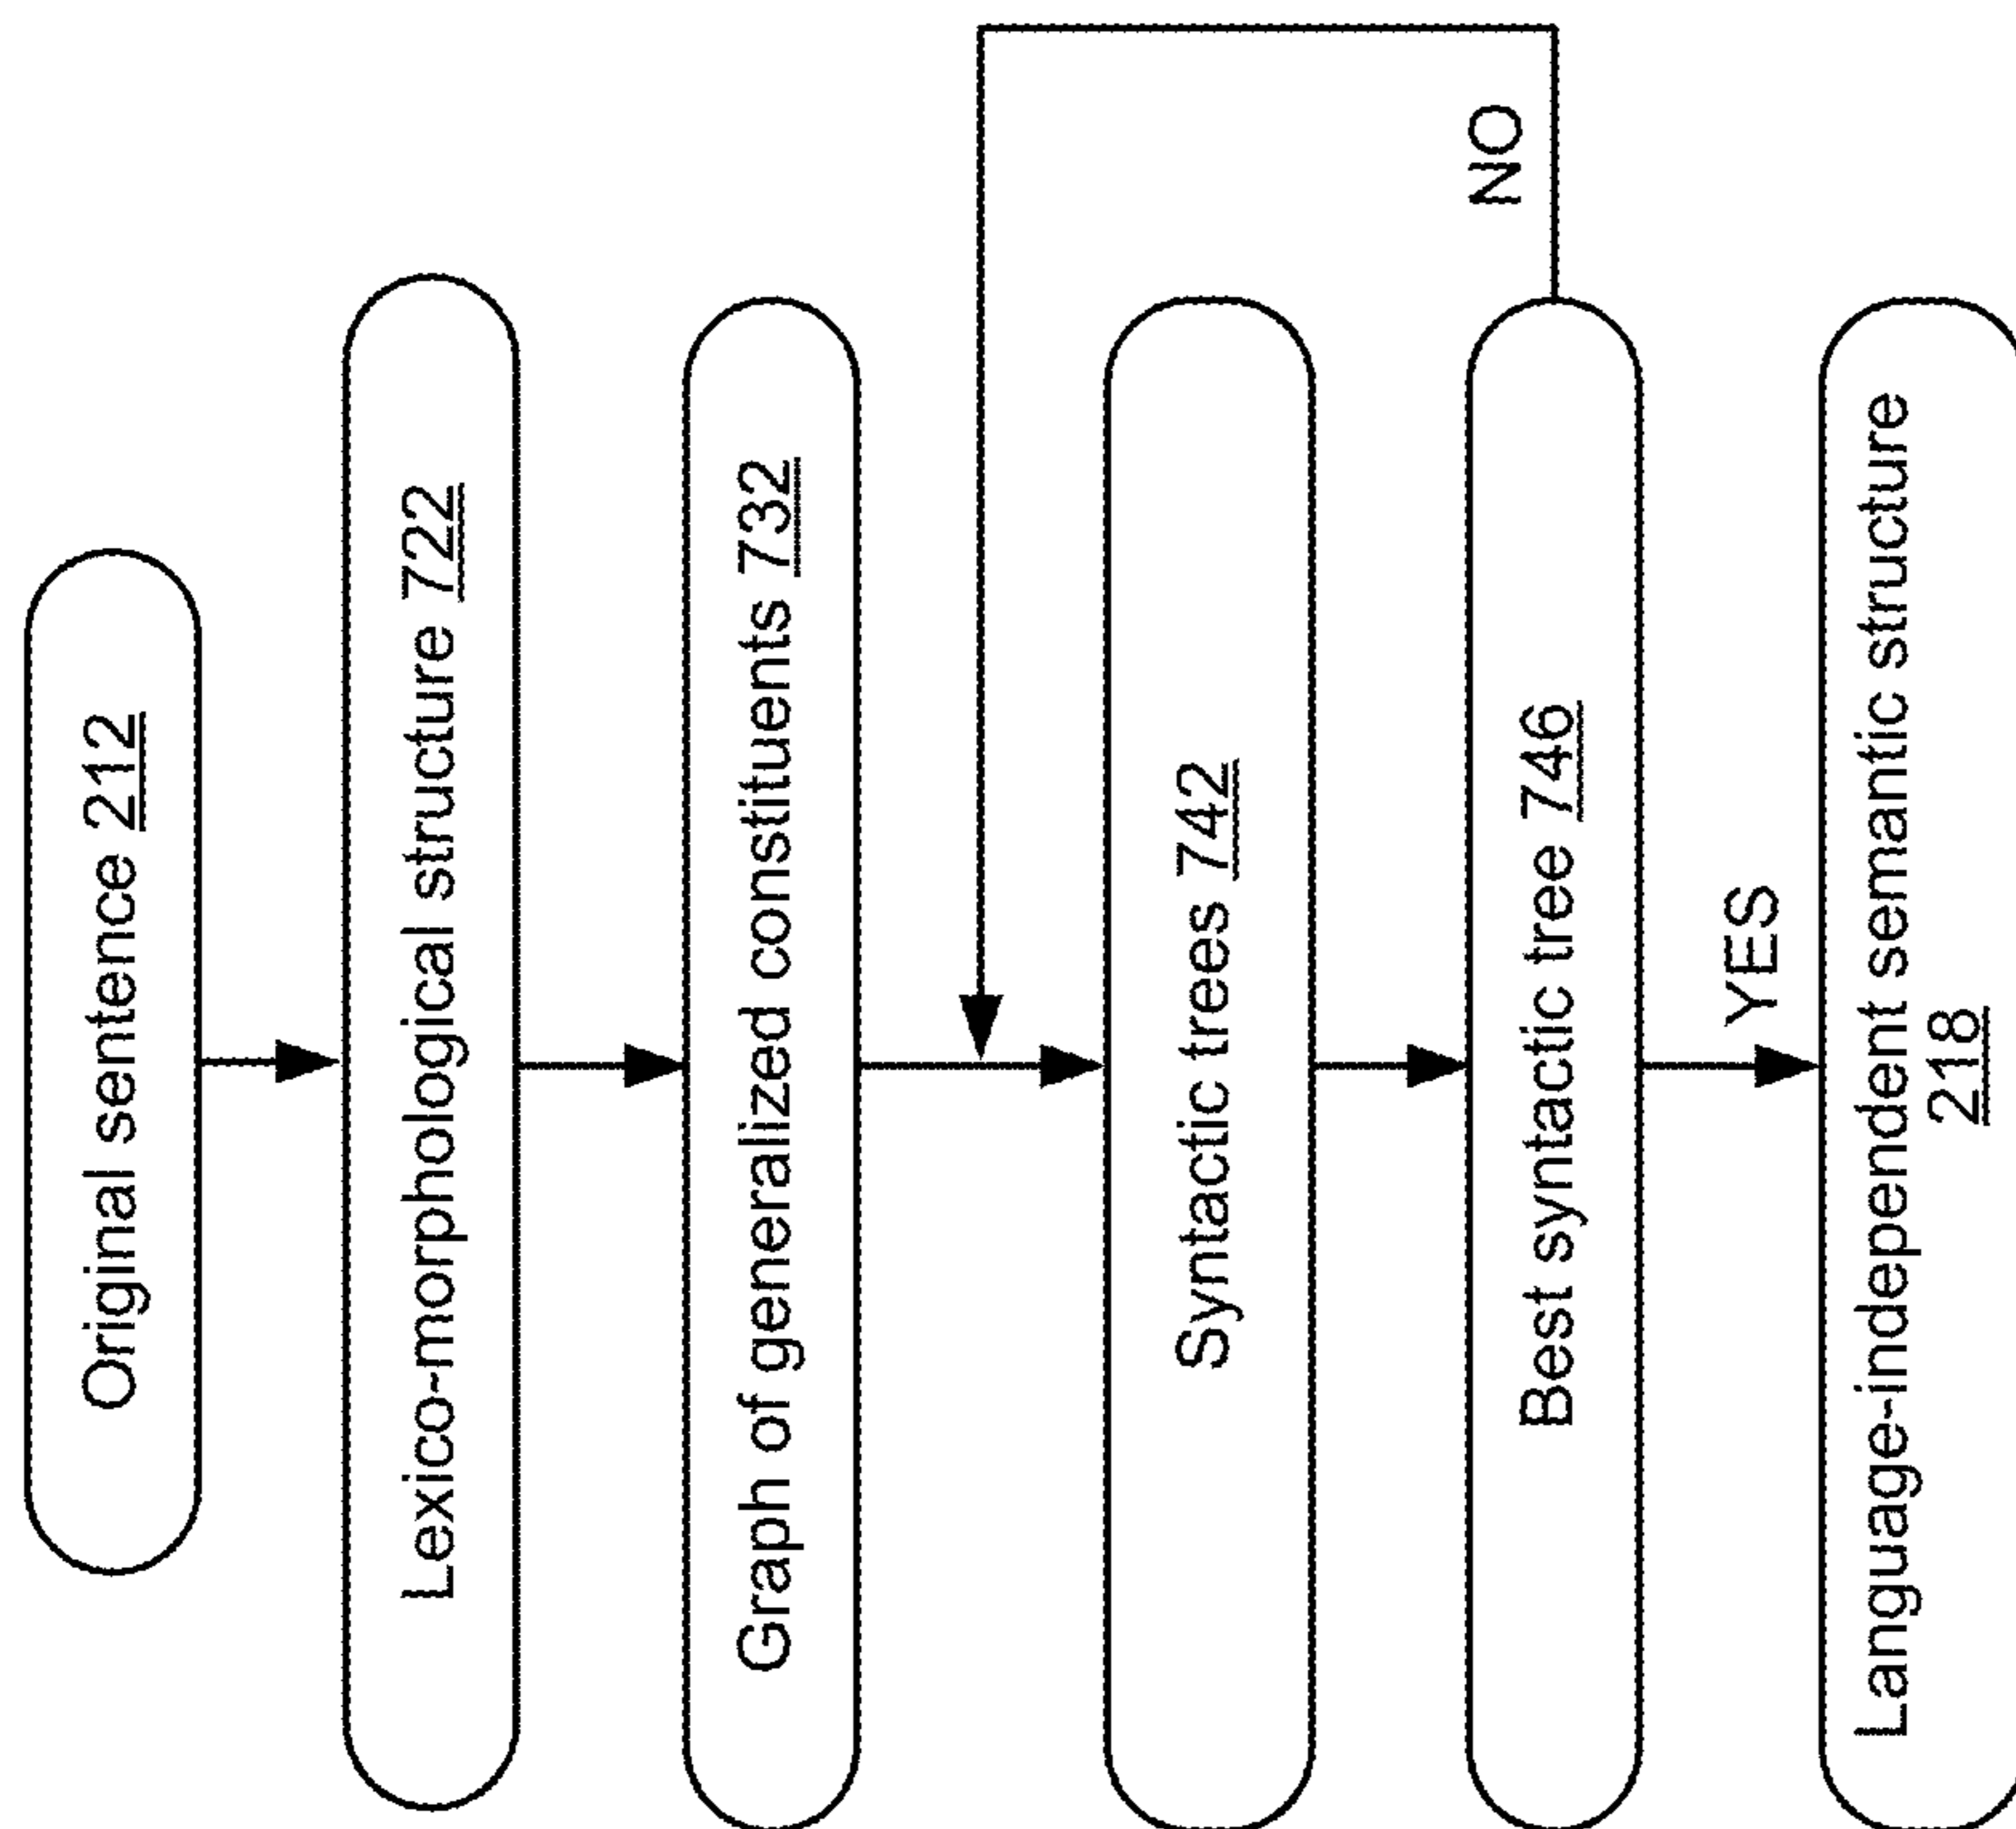 Original sentence 212
Lexico-morphological structure 722
Graph of generalized constituents 732
Syntactic trees 742
Best syntactic tree 746
NO
YES
Language-independent semantic structure
218